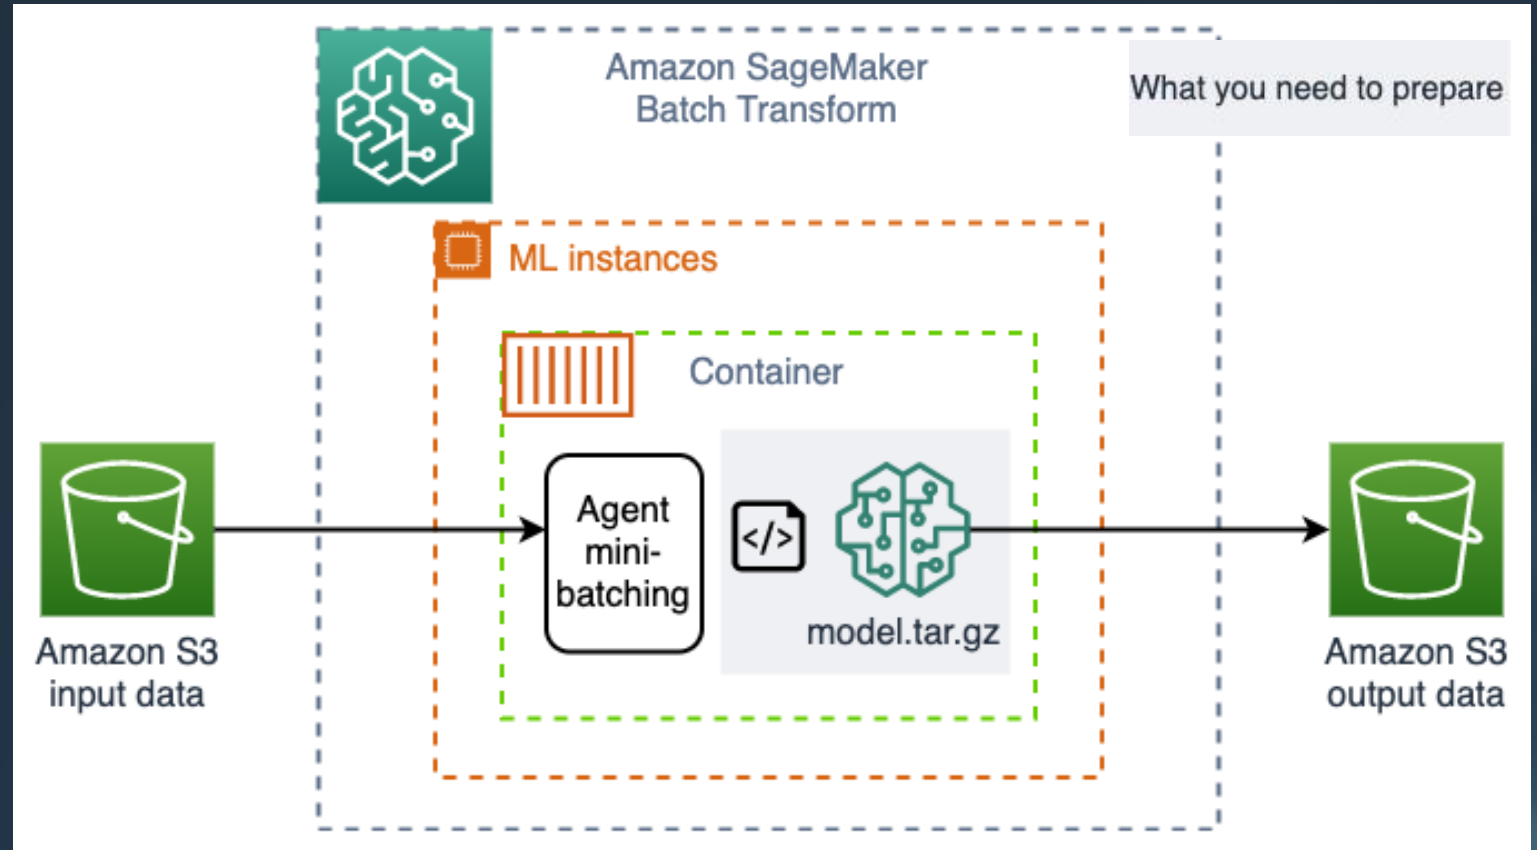 Amazon SageMaker
Batch Transform
What you need to prepare
ML instances
Container
Agent
mini-
batching
</>
model.tar.gz
Amazon S3
input data
Amazon S3
output data